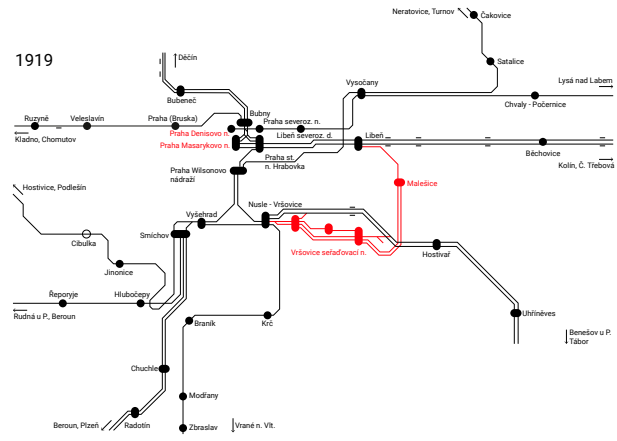 1919
Neratovice, Turnov
Čakovice
Děčín
Satalice
Vysočany
Lysá nad Labem
Bubeneč
Chvaly - Počernice
Ruzyně
Veleslavín
Praha (Bruska)
Bubny
Praha severoz. n.
Kladno, Chomutov
Praha Denisovo n.
Libeň severoz. d.
Libeň
Praha Masarykovo n.
Běchovice
Praha st.
n. Hrabovka
Kolín, Č. Třebová
Praha Wilsonovo
nádraží
Malešice
Hostivice, Podlešín
Nusle - Vršovice
Vyšehrad
Smíchov
Cibulka
Vršovice seřaďovací n.
Hostivař
Jinonice
Řeporyje
Hlubočepy
Rudná u P., Beroun
Braník
Krč
Uhříněves
Benešov u P.
Tábor
Chuchle
Modřany
Radotín
Beroun, Plzeň
Zbraslav
Vrané n. Vlt.